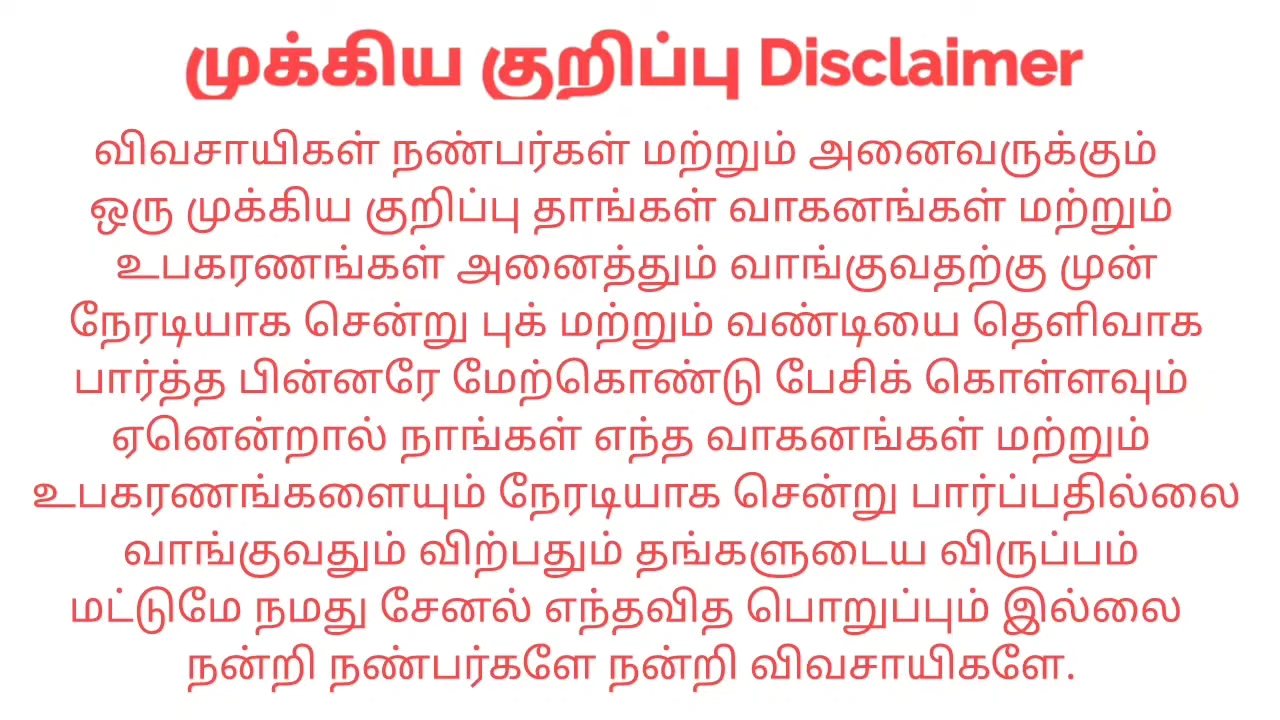 முக்கிய குறிப்பு Disclaimer
விவசாயிகள் நண்பர்கள் மற்றும் அனைவருக்கும்
ஒரு முக்கிய குறிப்பு தாங்கள் வாகனங்கள் மற்றும்
உபகரணங்கள் அனைத்தும் வாங்குவதற்கு முன்
நேரடியாக சென்று புக் மற்றும் வண்டியை தெளிவாக
பார்த்த பின்னரே மேற்கொண்டு பேசிக் கொள்ளவும்
ஏனென்றால் நாங்கள் எந்த வாகனங்கள் மற்றும்
உபகரணங்களையும் நேரடியாக சென்று பார்ப்பதில்லை
வாங்குவதும் விற்பதும் தங்களுடைய விருப்பம்
மட்டுமே நமது சேனல் எந்தவித பொறுப்பும் இல்லை
நன்றி நண்பர்களே நன்றி விவசாயிகளே.